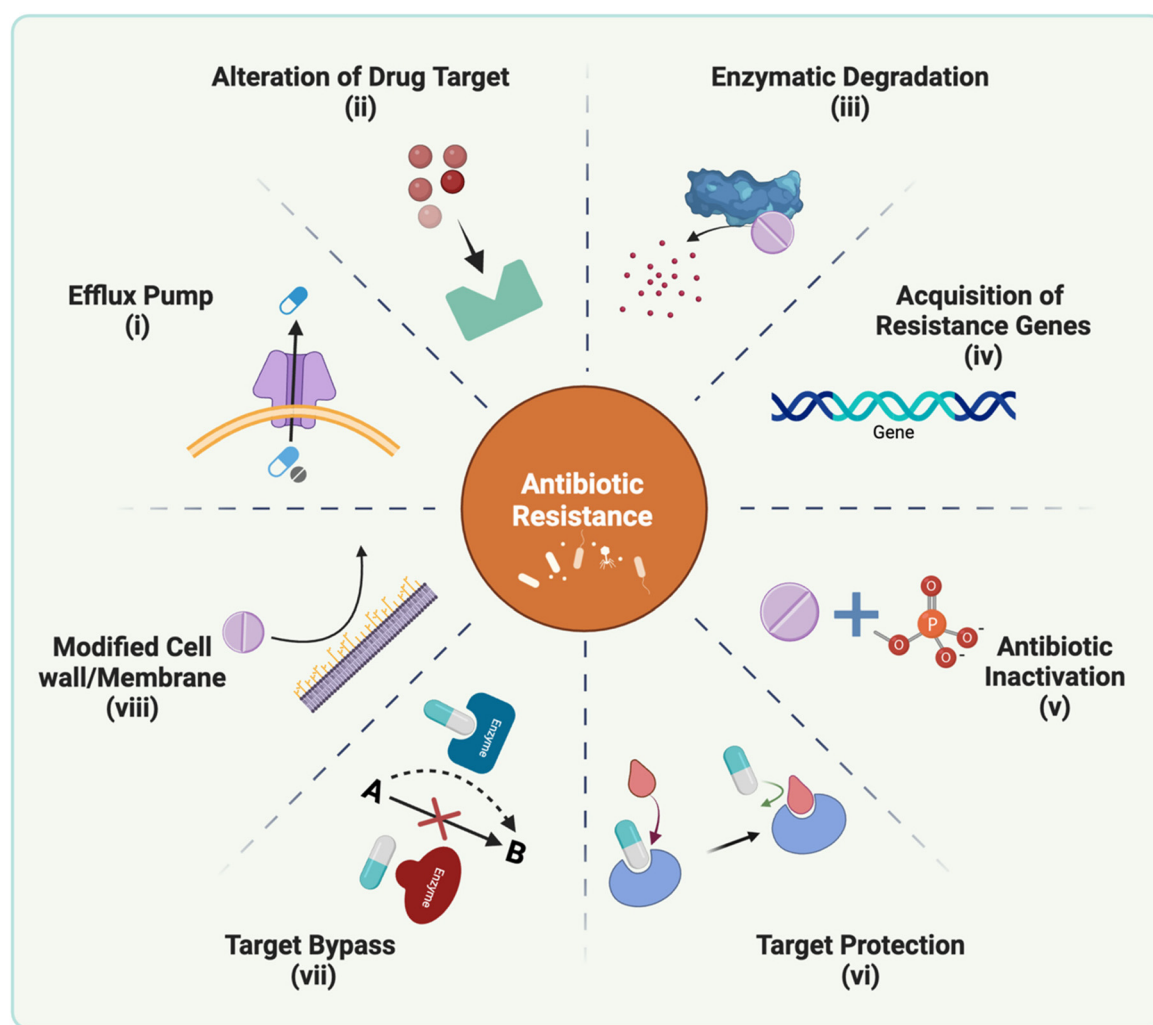 Alteration of Drug Target
(ii)
Enzymatic Degradation
(iii)
Efflux Pump
(i)
Acquisition of
Resistance Genes
(iv)
Gene
Antibiotic
Resistance
Modified Cell
wall/Membrane
(viii)
O
P
O
O
O
-
-
Antibiotic
Inactivation
(v)
Enzyme
A
B
Enzyme
Target Bypass
(vii)
Target Protection
(vi)